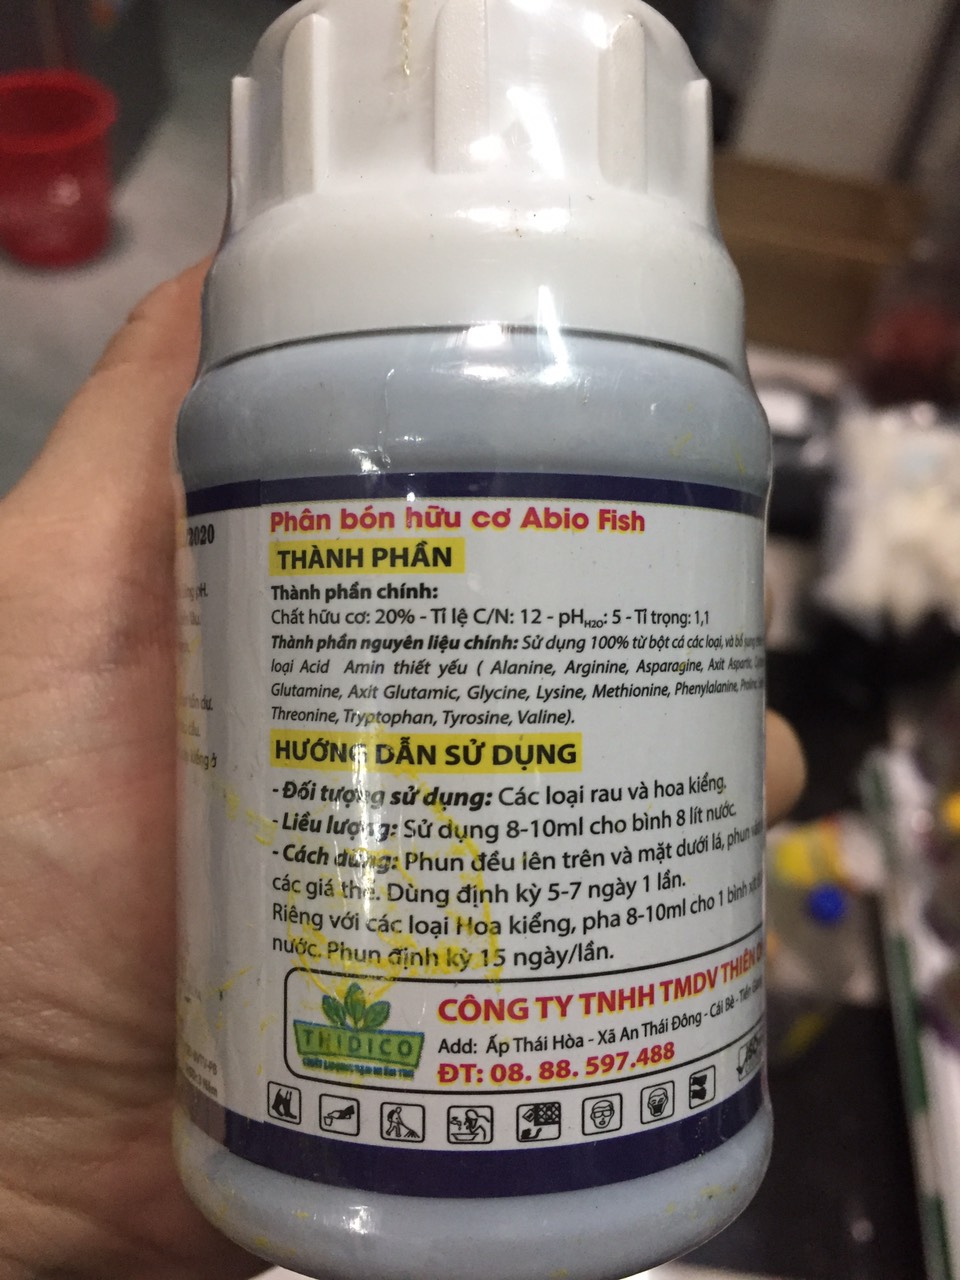 2020
Phân bón hữu cơ Abio Fish
THÀNH PHẦN
Thành phần chính:
Chất hữu cơ: 20% - Tỉ lệ C/N: 12 - pHH2O: 5 - Tỉ trọng: 1,1
Thành phần nguyên liệu chính: Sử dụng 100% từ bột cá các loại, và bổ sung
loại Acid Amin thiết yếu ( Alanine, Arginine, Asparagine, Axit Aspartic,
Glutamine, Axit Glutamic, Glycine, Lysine, Methionine, Phenylalanine, Proline,
Threonine, Tryptophan, Tyrosine, Valine).
HƯỚNG DẪN SỬ DỤNG
- Đối tượng sử dụng: Các loại rau và hoa kiểng.
- Liều lượng: Sử dụng 8-10ml cho bình 8 lít nước.
- Cách dùng: Phun đều lên trên và mặt dưới lá, phun
các giá thể. Dùng định kỳ 5-7 ngày 1 lần.
Riêng với các loại Hoa kiểng, pha 8-10ml cho 1 bình
nước. Phun định kỳ 15 ngày/lần.
THIDICO
CÔNG TY TNHH TMDV THIÊN
Add: Ấp Thái Hòa - Xã An Thái Đông - Cái Bè - Tiền
ĐT: 08. 88. 597.488